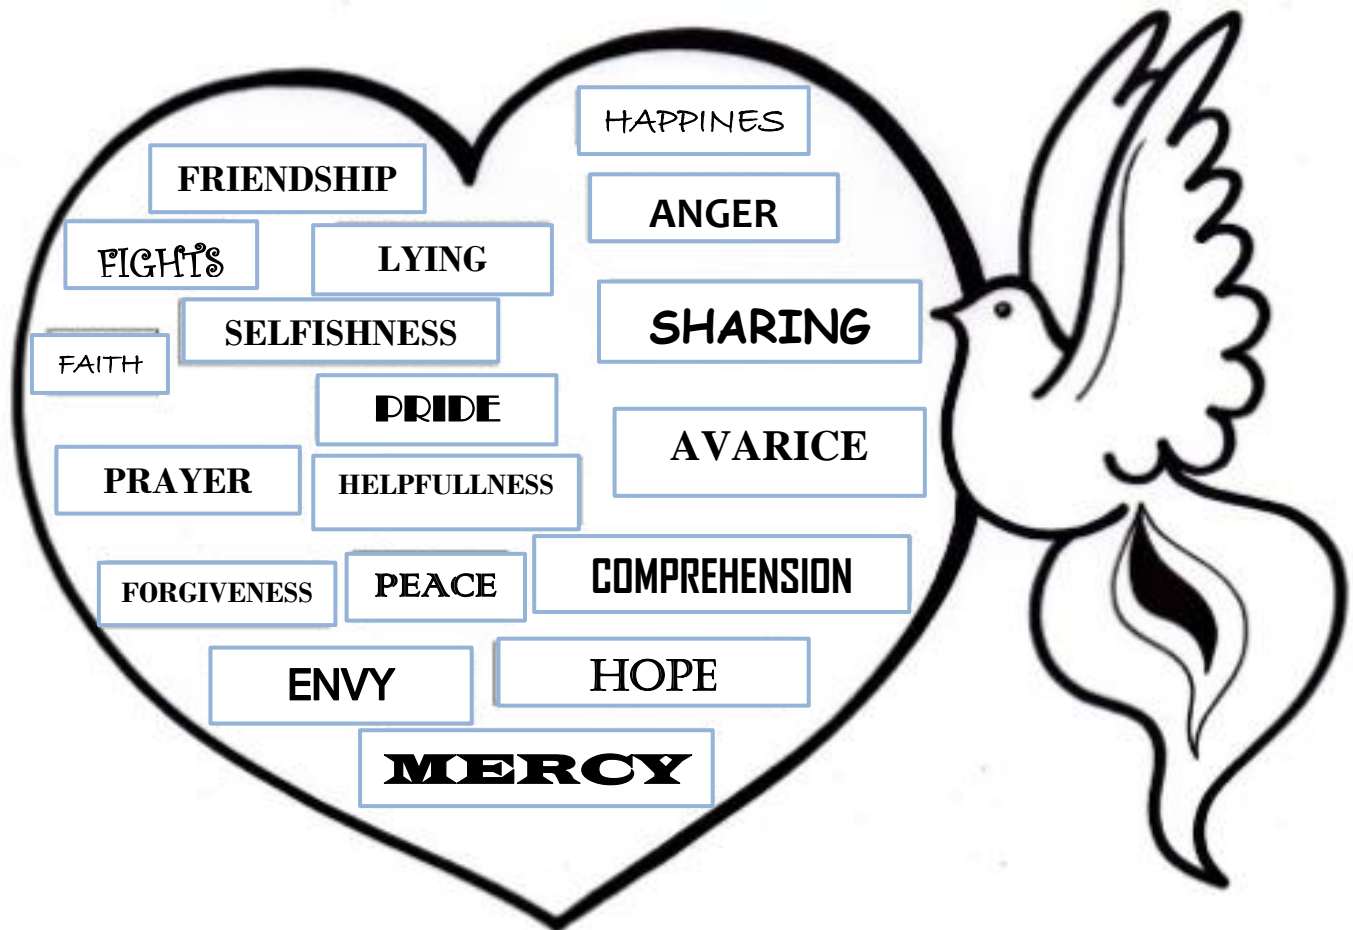 HAPPINES
FRIENDSHIP
ANGER
FIGHTS
LYING
SELFISHNESS
SHARING
FAITH
PRIDE
AVARICE
PRAYER
HELPFULLNESS
COMPREHENSION
FORGIVENESS
PEACE
ENVY
HOPE
MERCY